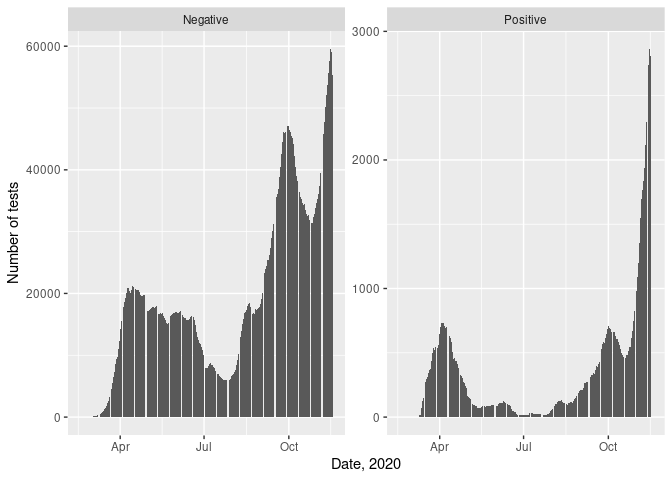 Negative
Positive
Number of tests
60000
40000
20000
0
3000
2000
1000
0
Apr
Jul
Oct
Apr
Jul
Oct
Date, 2020